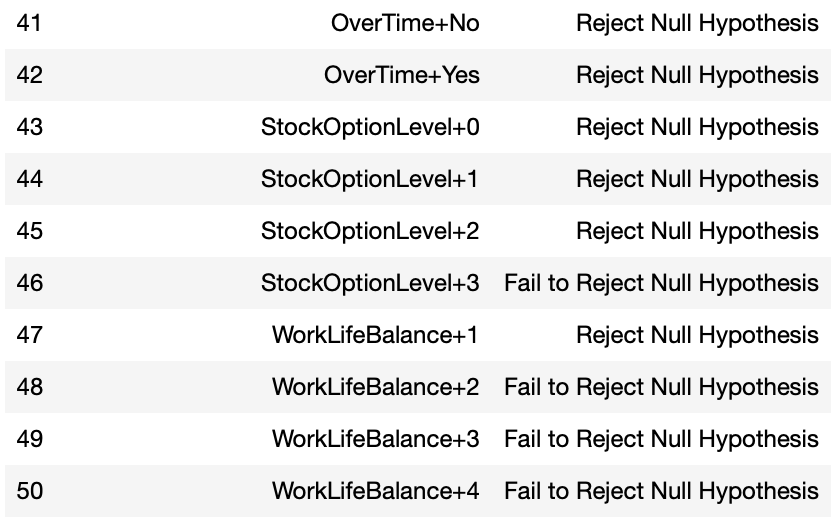 41 OverTime+No Reject Null Hypothesis
42 OverTime+Yes Reject Null Hypothesis
43 StockOptionLevel+0 Reject Null Hypothesis
44 StockOptionLevel+1 Reject Null Hypothesis
45 StockOptionLevel+2 Reject Null Hypothesis
46 StockOptionLevel+3 Fail to Reject Null Hypothesis
47 WorkLifeBalance+1 Reject Null Hypothesis
48 WorkLifeBalance+2 Fail to Reject Null Hypothesis
49 WorkLifeBalance+3 Fail to Reject Null Hypothesis
50 WorkLifeBalance+4 Fail to Reject Null Hypothesis